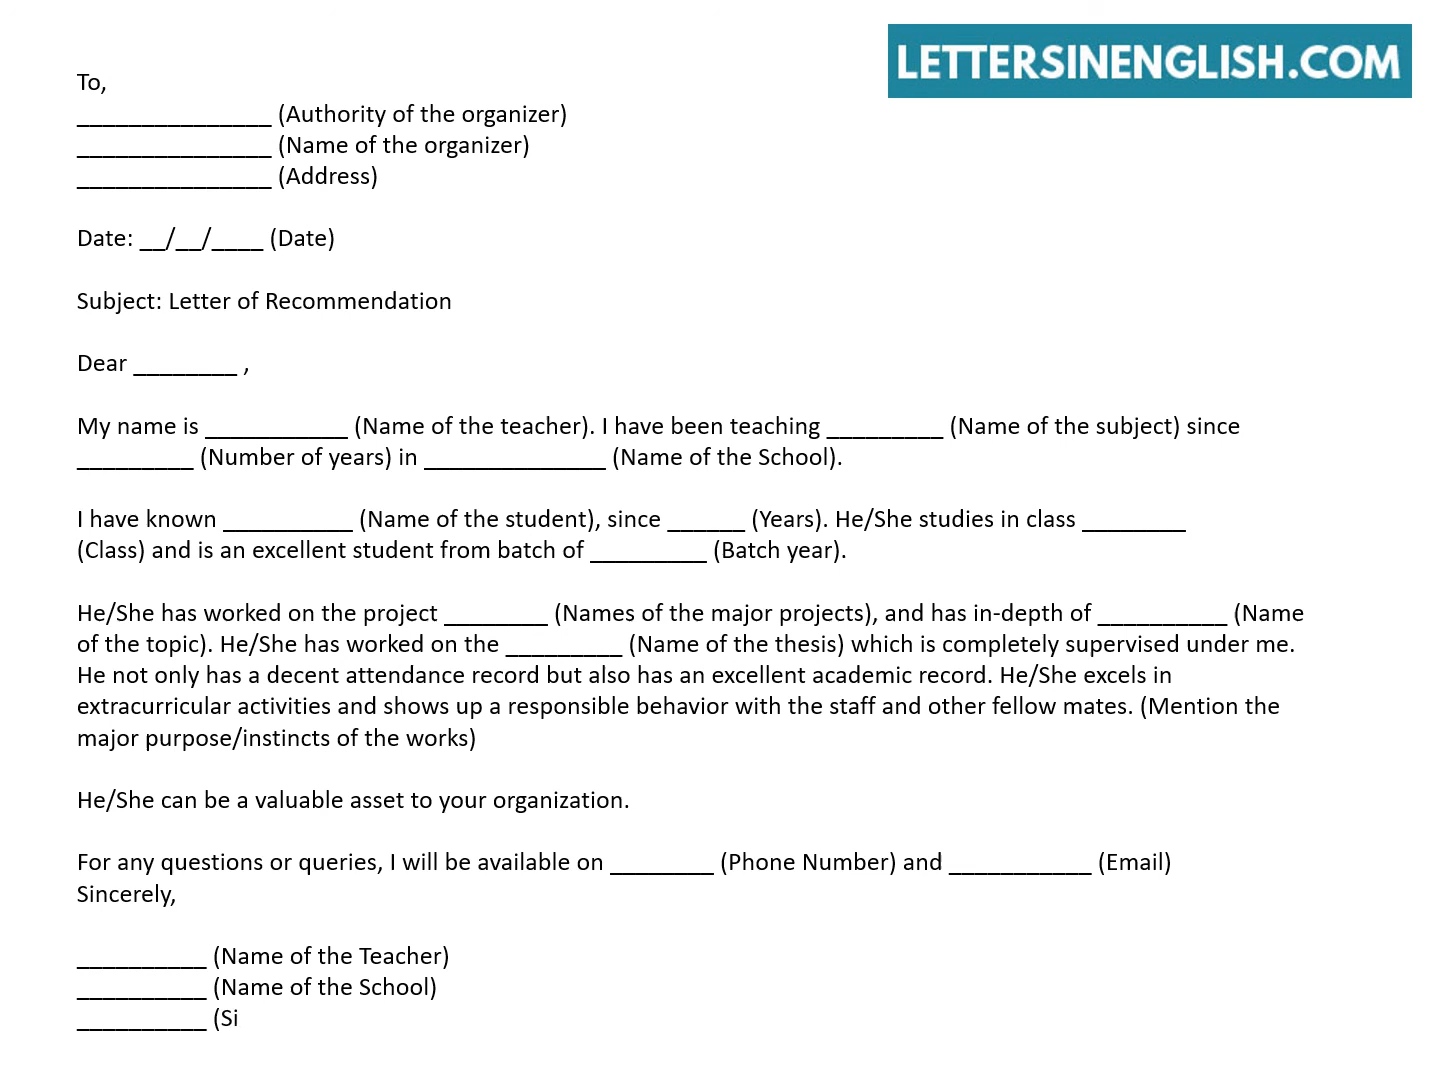 LETTERSINENGLISH.COM
To,
_______________ (Authority of the organizer)
_______________ (Name of the organizer)
_______________ (Address)
Date: __/__/____ (Date)
Subject: Letter of Recommendation
Dear ________ ,
My name is ___________ (Name of the teacher). I have been teaching _________ (Name of the subject) since
_________ (Number of years) in ______________ (Name of the School).
I have known __________ (Name of the student), since ______ (Years). He/She studies in class ________
(Class) and is an excellent student from batch of _________ (Batch year).
He/She has worked on the project ________ (Names of the major projects), and has in-depth of __________ (Name
of the topic). He/She has worked on the _________ (Name of the thesis) which is completely supervised under me.
He not only has a decent attendance record but also has an excellent academic record. He/She excels in
extracurricular activities and shows up a responsible behavior with the staff and other fellow mates. (Mention the
major purpose/instincts of the works)
He/She can be a valuable asset to your organization.
For any questions or queries, I will be available on ________ (Phone Number) and ___________ (Email)
Sincerely,
__________ (Name of the Teacher)
__________ (Name of the School)
__________ (Si